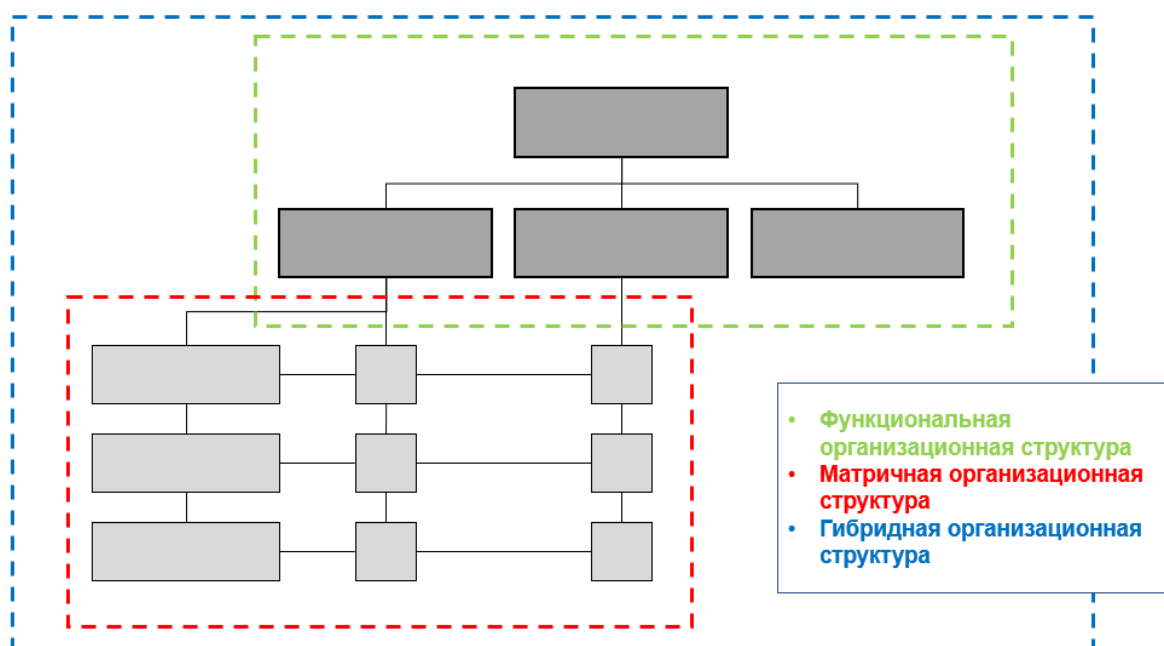 • Функциональная
организационная структура
• Матричная организационная
структура
• Гибридная организационная
структура